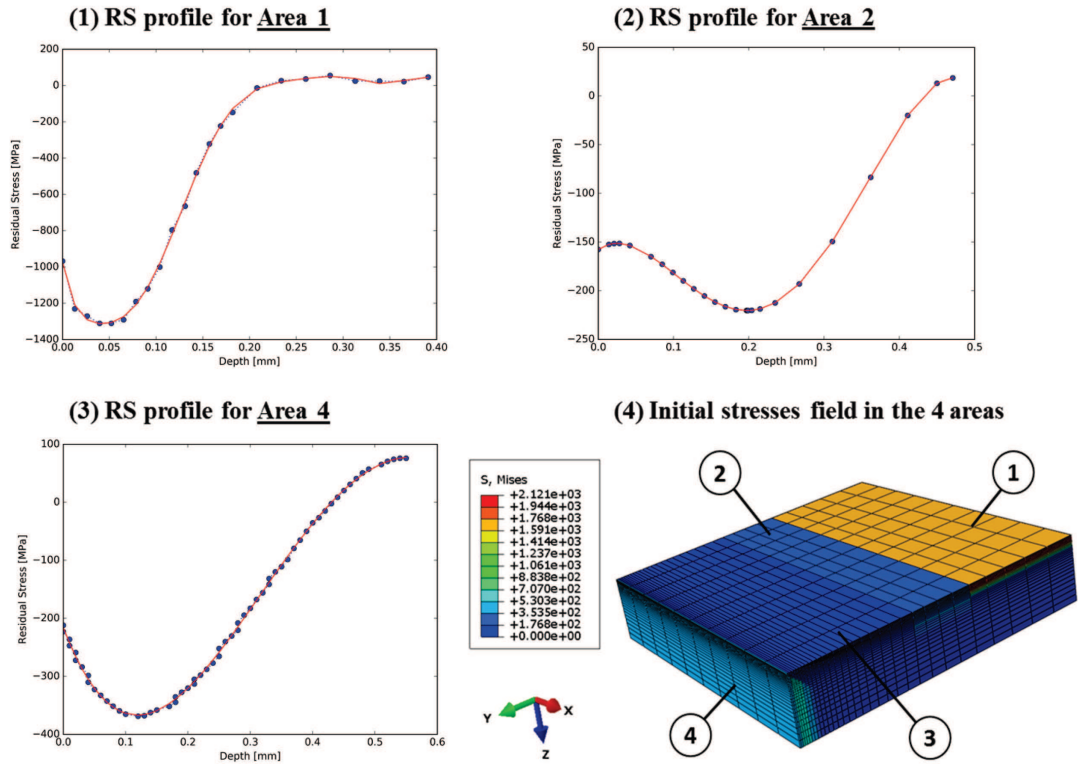 (1) RS profile for Area 1
200
0
−200
−400
−600
−800
−1000
−1200
−1400
Residual Stress [MPa]
0.00 0.05 0.10 0.15 0.20 0.25 0.30 0.35 0.40
Depth [mm]
(2) RS profile for Area 2
50
0
−50
−100
−150
−200
−250
Residual Stress [MPa]
0.0 0.1 0.2 0.3 0.4 0.5
Depth [mm]
(3) RS profile for Area 4
100
0
−100
−200
−300
−400
Residual Stress [MPa]
0.0 0.1 0.2 0.3 0.4 0.5 0.6
Depth [mm]
(4) Initial stresses field in the 4 areas
S, Mises
+2.121e+03
+1.944e+03
+1.768e+03
+1.591e+03
+1.414e+03
+1.237e+03
+1.061e+03
+8.838e+02
+7.070e+02
+5.303e+02
+3.535e+02
+1.768e+02
+0.000e+00
Y X
Z
2
1
4
3